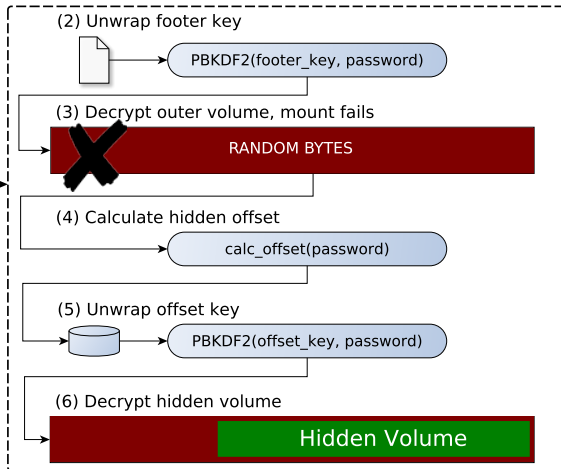 (2) Unwrap footer key
PBKDF2(footer_key, password)
(3) Decrypt outer volume, mount fails
RANDOM BYTES
(4) Calculate hidden offset
calc_offset(password)
(5) Unwrap offset key
PBKDF2(offset_key, password)
(6) Decrypt hidden volume
Hidden Volume